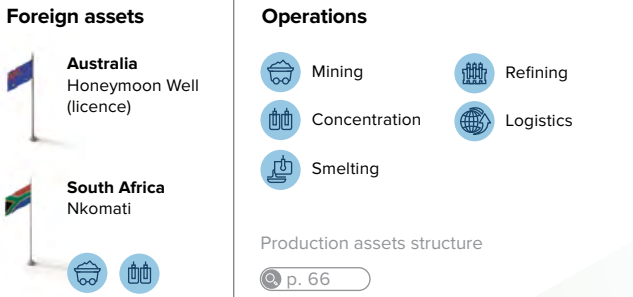 Foreign assets
Australia
Honeymoon Well
(licence)
South Africa
Nkomati
Operations
Mining
Refining
Concentration
Logistics
Smelting
Production assets structure
p. 66